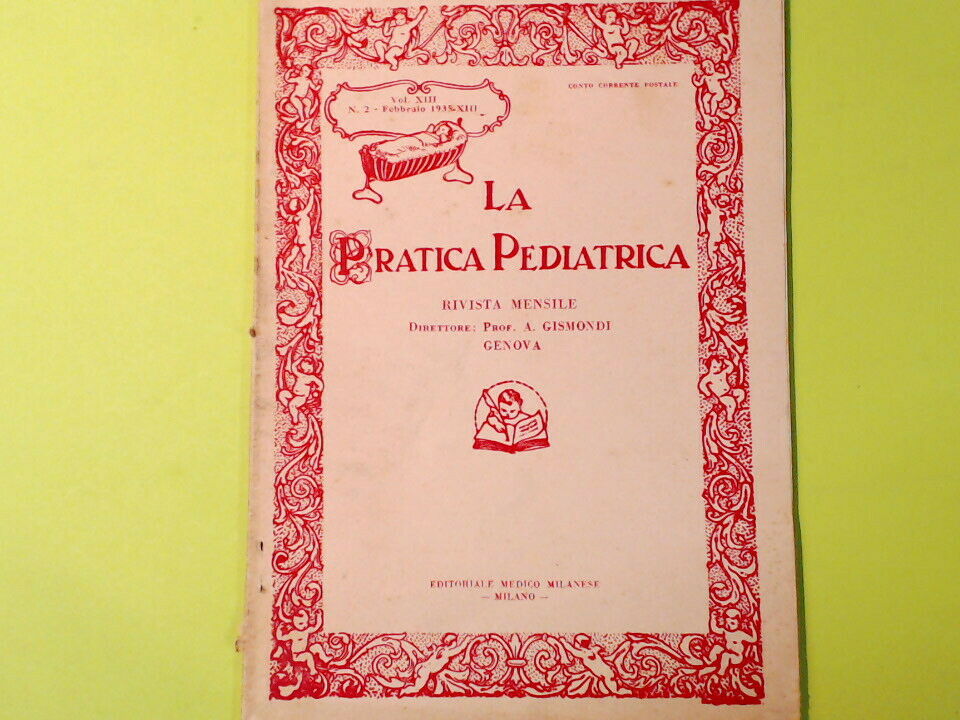 Vol. XIII
N. 2 - Febbraio 1935-XIII
CONTO CORRENTE POSTALE
LA
PRATICA PEDIATRICA
RIVISTA MENSILE
DIRETTORE: PROF. A. GISMONDI
GENOVA
EDITORIALE MEDICO MILANESE
— MILANO —